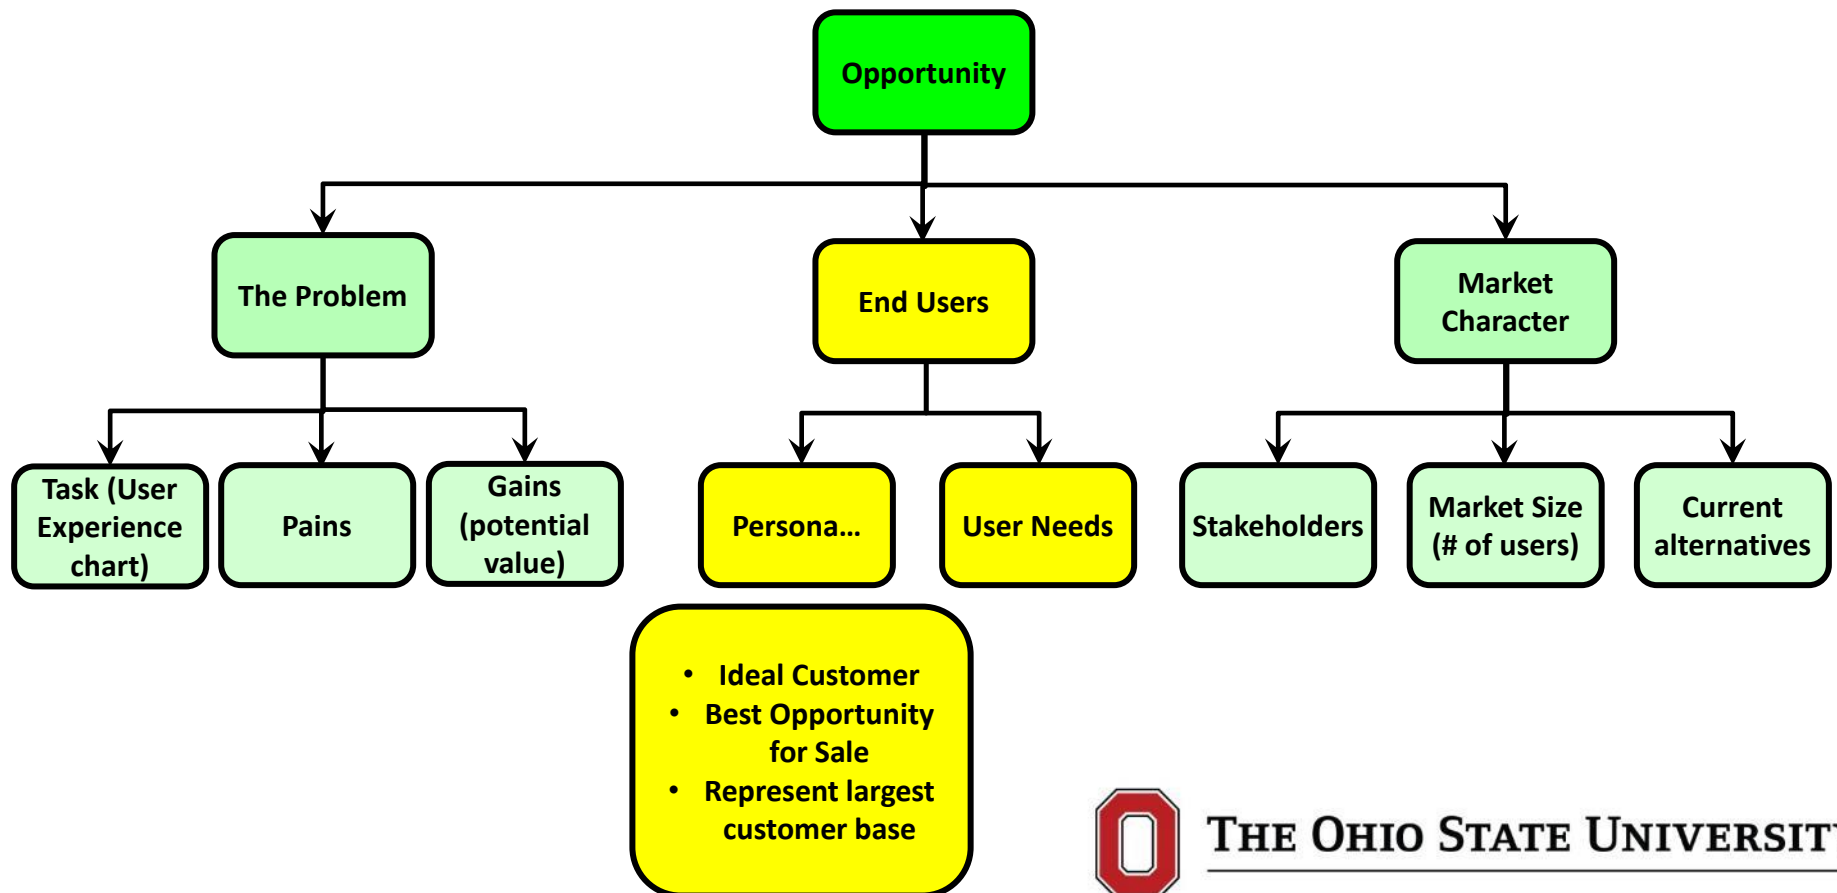 Opportunity
The Problem
End Users
Market
Character
Task (User
Experience
chart)
Pains
Gains
(potential
value)
Persona...
User Needs
Stakeholders
Market Size
(# of users)
Current
alternatives
• Ideal Customer
• Best Opportunity
for Sale
• Represent largest
customer base
THE OHIO STATE UNIVERSITY